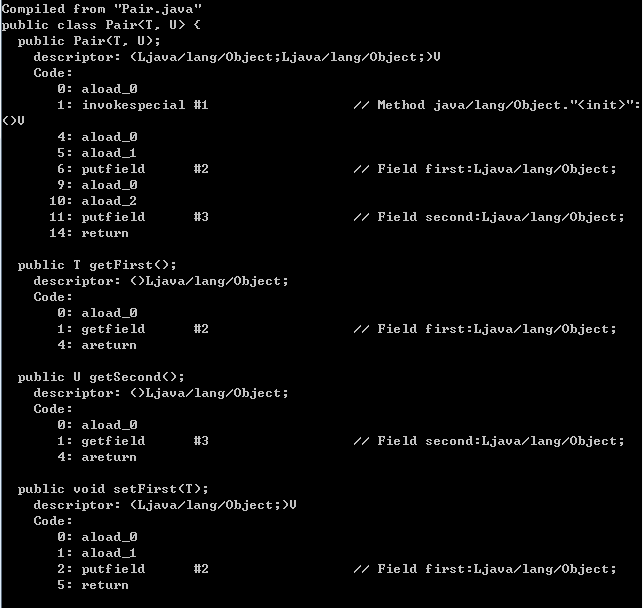 Compiled from "Pair.java"
public class Pair<T, U> {
  public Pair(T, U);
    descriptor: (Ljava/lang/Object;Ljava/lang/Object;)V
    Code:
       0: aload_0
       1: invokespecial #1                  // Method java/lang/Object."<init>":
()V
       4: aload_0
       5: aload_1
       6: putfield      #2                  // Field first:Ljava/lang/Object;
       9: aload_0
      10: aload_2
      11: putfield      #3                  // Field second:Ljava/lang/Object;
      14: return

  public T getFirst();
    descriptor: ()Ljava/lang/Object;
    Code:
       0: aload_0
       1: getfield      #2                  // Field first:Ljava/lang/Object;
       4: areturn

  public U getSecond();
    descriptor: ()Ljava/lang/Object;
    Code:
       0: aload_0
       1: getfield      #3                  // Field second:Ljava/lang/Object;
       4: areturn

  public void setFirst(T);
    descriptor: (Ljava/lang/Object;)V
    Code:
       0: aload_0
       1: aload_1
       2: putfield      #2                  // Field first:Ljava/lang/Object;
       5: return